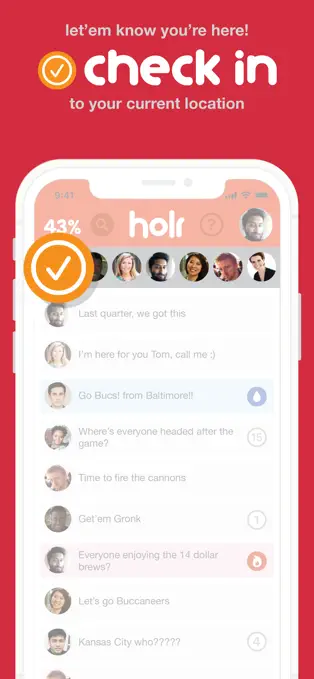 let'em know you're here!
check in
to your current location
9:41
43%
holr
?
Last quarter, we got this
I'm here for you Tom, call me :)
Go Bucs! from Baltimore!!
Where's everyone headed after the
game?
15
Time to fire the cannons
Get'em Gronk
1
Everyone enjoying the 14 dollar
brews?
Let's go Buccaneers
Kansas City who?????
4